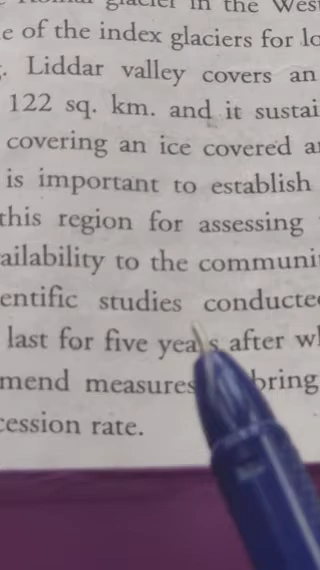 glacier in the West
e of the index glaciers for lo
. Liddar valley covers an
122 sq. km. and it sustai
covering an ice covered a
is important to establish
this region for assessing
ailability to the communi
entific studies conducte
last for five years after wh
mend measures bring
cession rate.